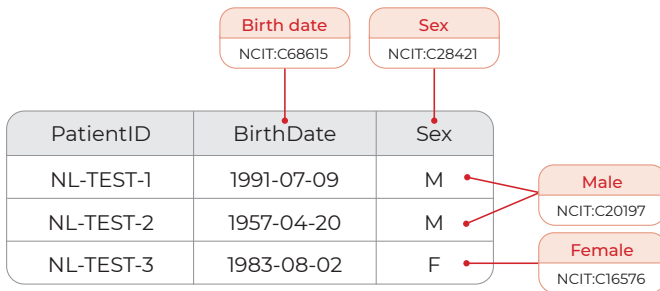 Birth date Sex
NCIT:C68615 NCIT:C28421
PatientID BirthDate Sex
NL-TEST-1 1991-07-09 M
Male
NCIT:C20197
NL-TEST-2 1957-04-20 M
Female
NCIT:C16576
NL-TEST-3 1983-08-02 F